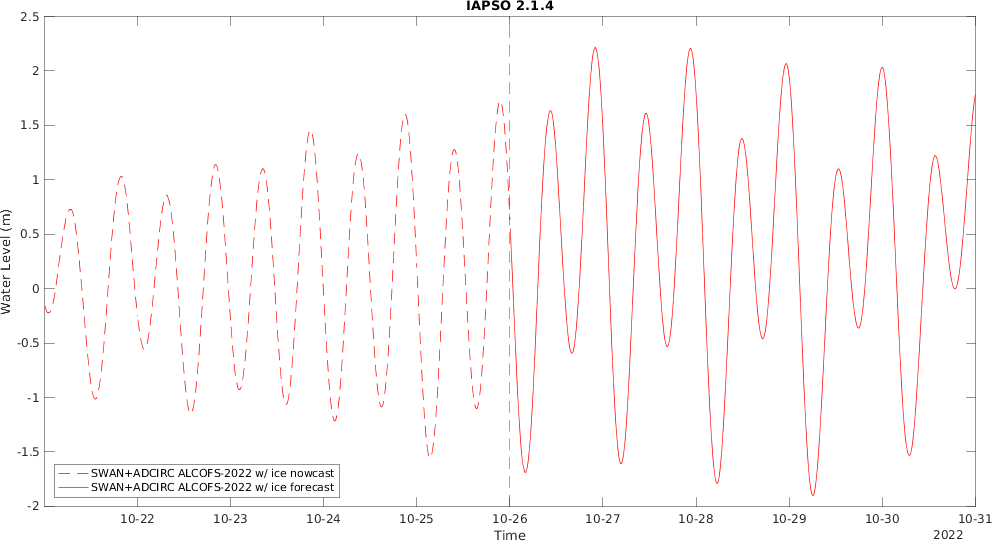 IAPSO 2.1.4
Water Level (m)
2.5
2
1.5
1
0.5
0
-0.5
-1
-1.5
-2
SWAN+ADCIRC ALCOFS-2022 w/ ice nowcast
SWAN+ADCIRC ALCOFS-2022 w/ ice forecast
10-22 10-23 10-24 10-25 10-26 10-27 10-28 10-29 10-30 10-31
Time
2022